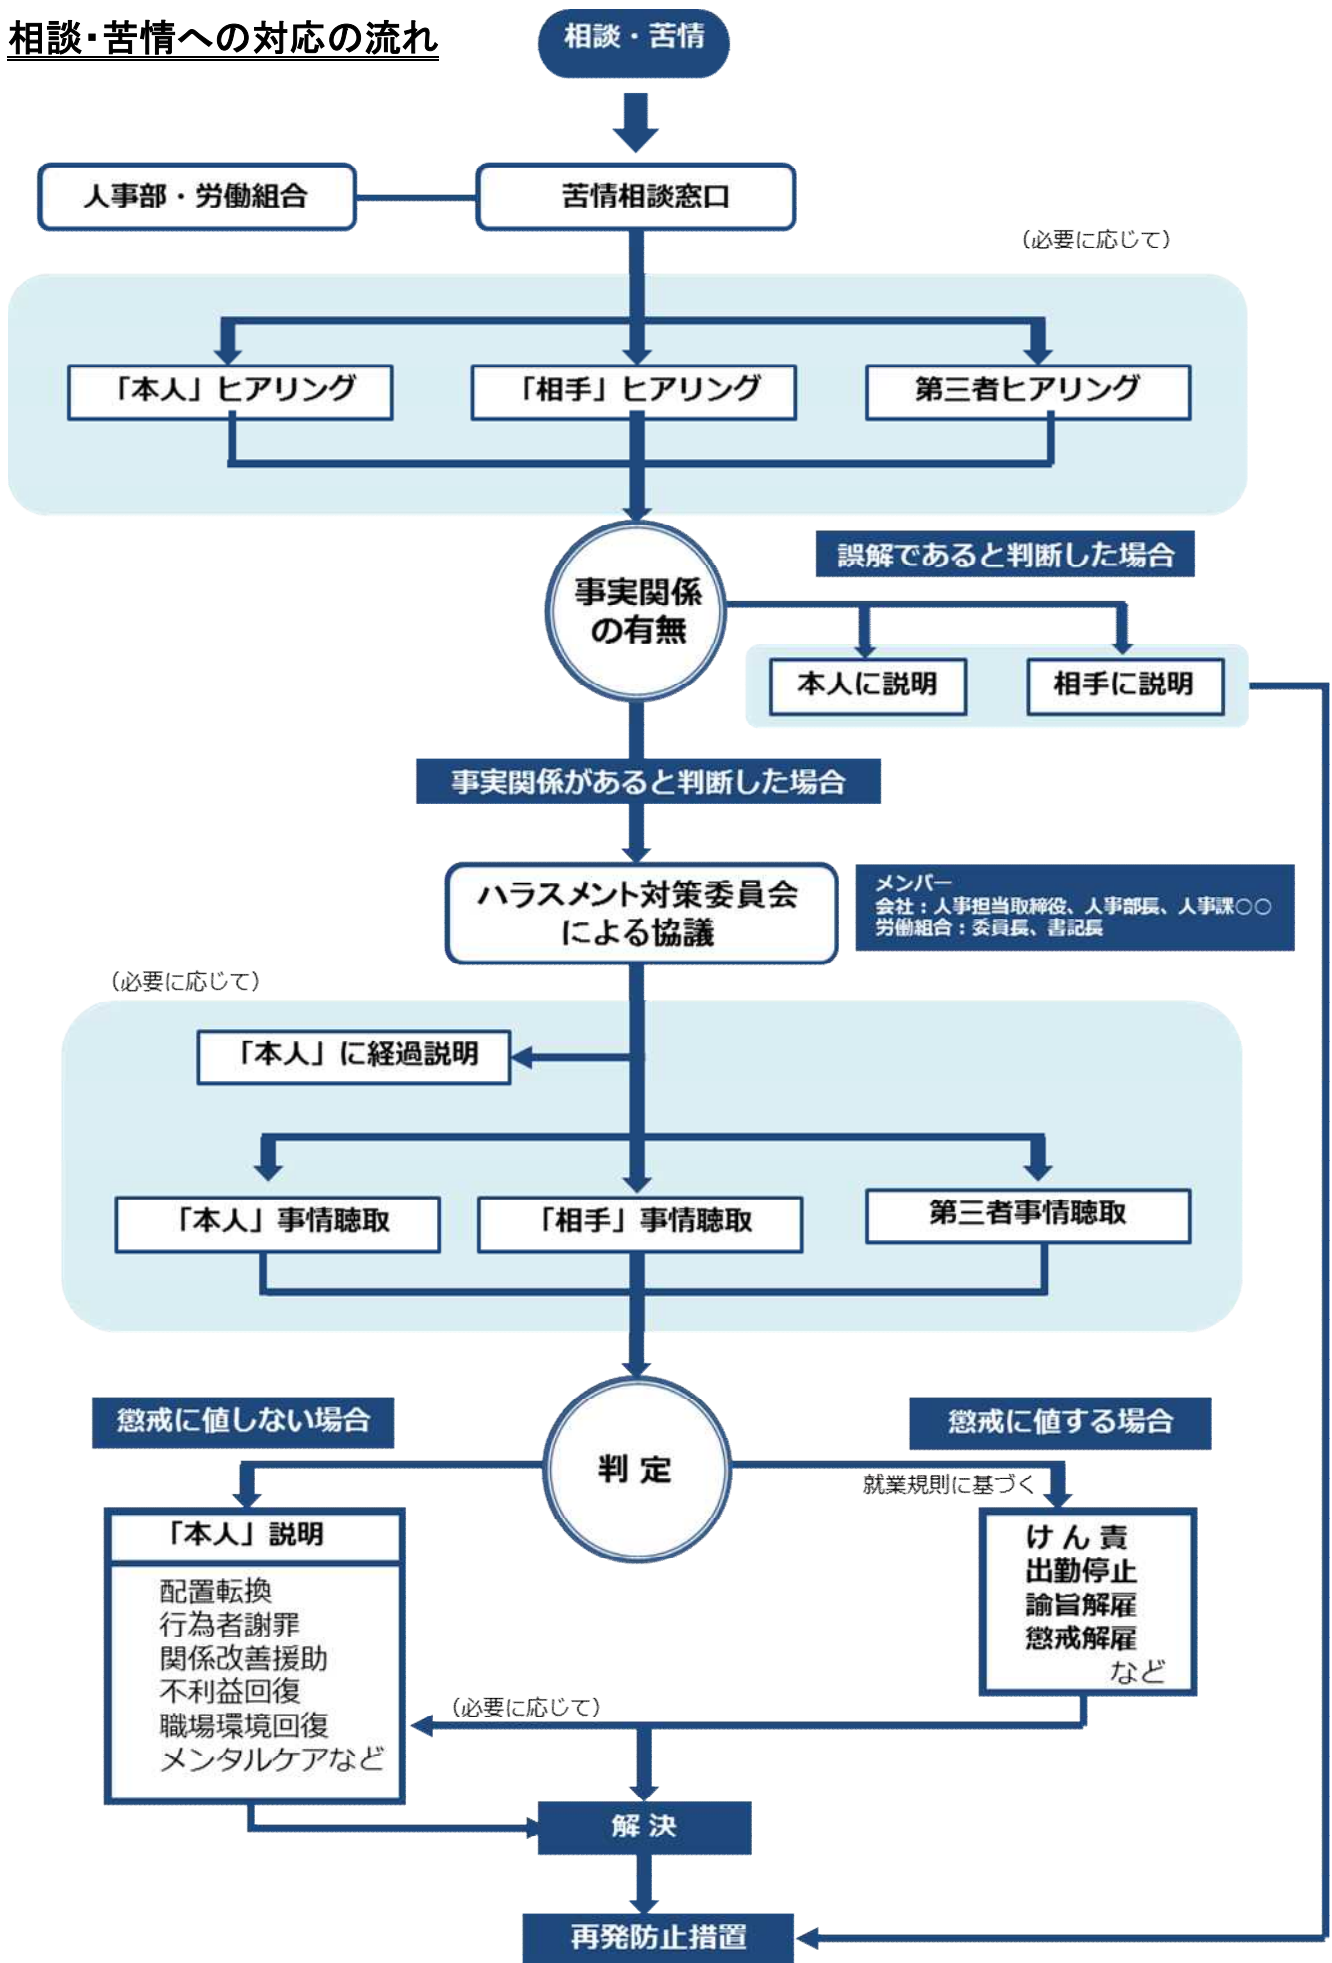 相談・苦情への対応の流れ
相談・苦情
人事部・労働組合
苦情相談窓口
（必要に応じて）
「本人」ヒアリング
「相手」ヒアリング
第三者ヒアリング
誤解であると判断した場合
事実関係
の有無
本人に説明
相手に説明
事実関係があると判断した場合
ハラスメント対策委員会
による協議
メンバー
会社：人事担当取締役、人事部長、人事課○○
労働組合：委員長、書記長
（必要に応じて）
「本人」に経過説明
「本人」事情聴取
「相手」事情聴取
第三者事情聴取
懲戒に値しない場合
懲戒に値する場合
判 定
就業規則に基づく
「本人」説明
配置転換
行為者謝罪
関係改善援助
不利益回復
職場環境回復
メンタルケアなど
けん 責
出勤停止
諭旨解雇
懲戒解雇
など
（必要に応じて）
解 決
再発防止措置